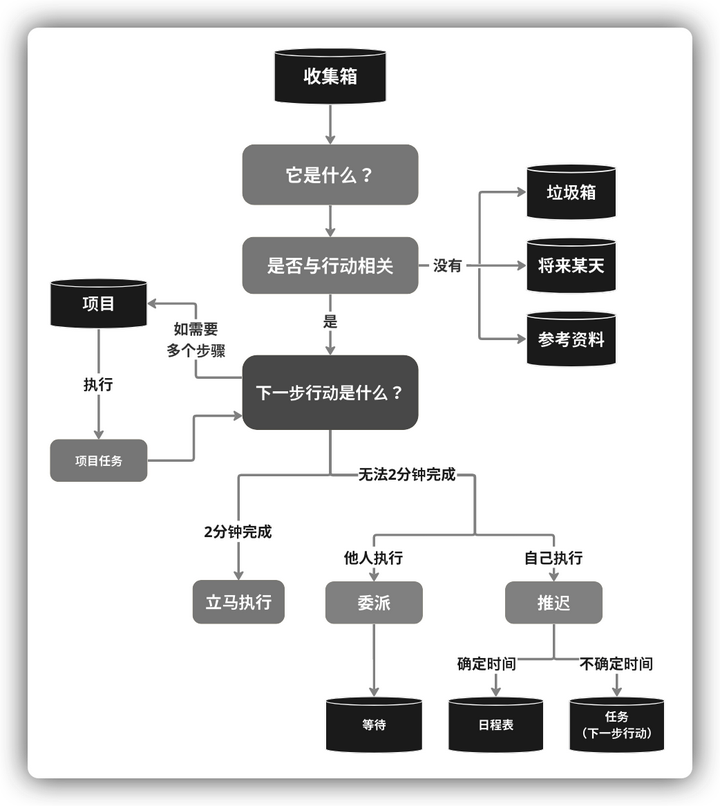 收集箱
它是什么？
垃圾箱
是否与行动相关
没有
将来某天
项目
如需要
多个步骤
是
参考资料
执行
下一步行动是什么？
项目任务
无法2分钟完成
2分钟完成
他人执行
自己执行
立马执行
委派
推迟
确定时间
不确定时间
等待
日程表
任务
（下一步行动）